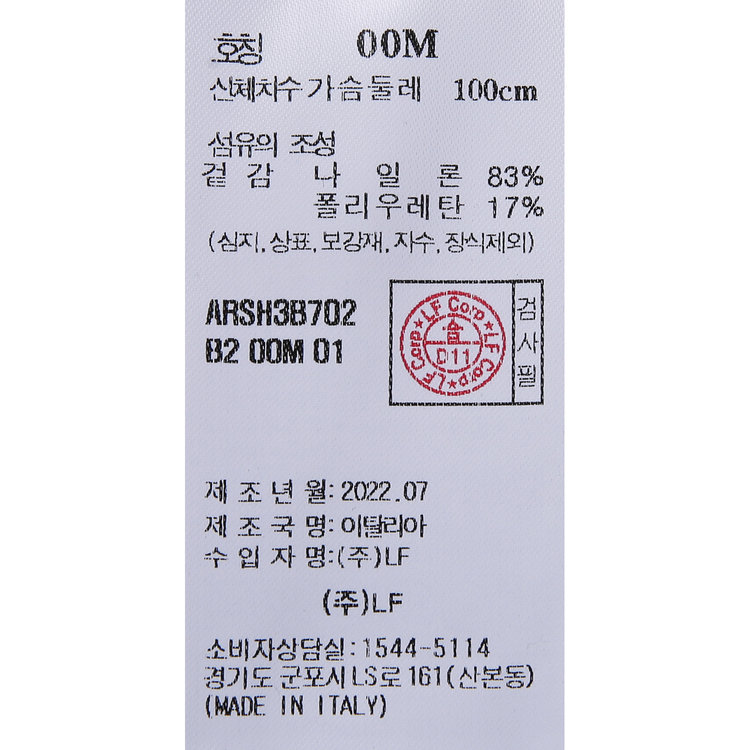 호칭 00M
신체치수 가슴둘레 100cm
섬유의 조성
겉감 나일론 83%
폴리우레탄 17%
(심지,상표,보강재,자수,장식제외)
ARSH3B702
B2 00M 01
★LF Corp★LF Corp★LF Corp
合
D11
검사필
제조년월:2022.07
제조국명:이탈리아
수입자명:(주)LF
(주)LF
소비자상담실:1544-5114
경기도 군포시 LS로 161(산본동)
(MADE IN ITALY)